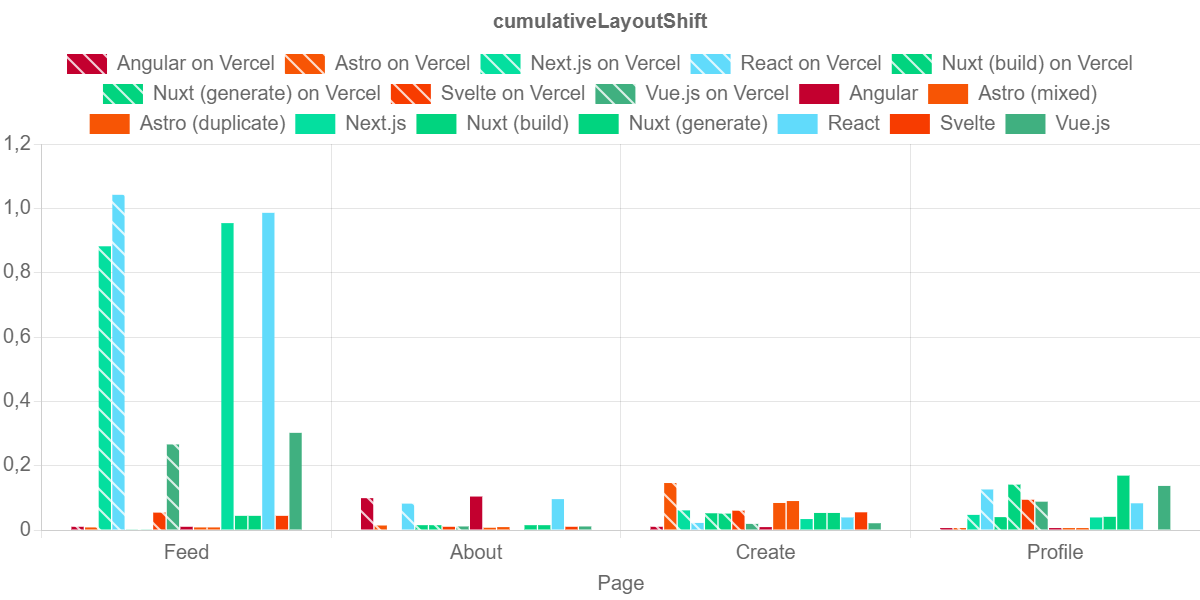 cumulativeLayoutShift
Angular on Vercel Astro on Vercel Next.js on Vercel React on Vercel Nuxt (build) on Vercel
Nuxt (generate) on Vercel Svelte on Vercel Vue.js on Vercel Angular Astro (mixed)
Astro (duplicate) Next.js Nuxt (build) Nuxt (generate) React Svelte Vue.js
1,2
1,0
0,8
0,6
0,4
0,2
0
Feed About Create Profile
Page